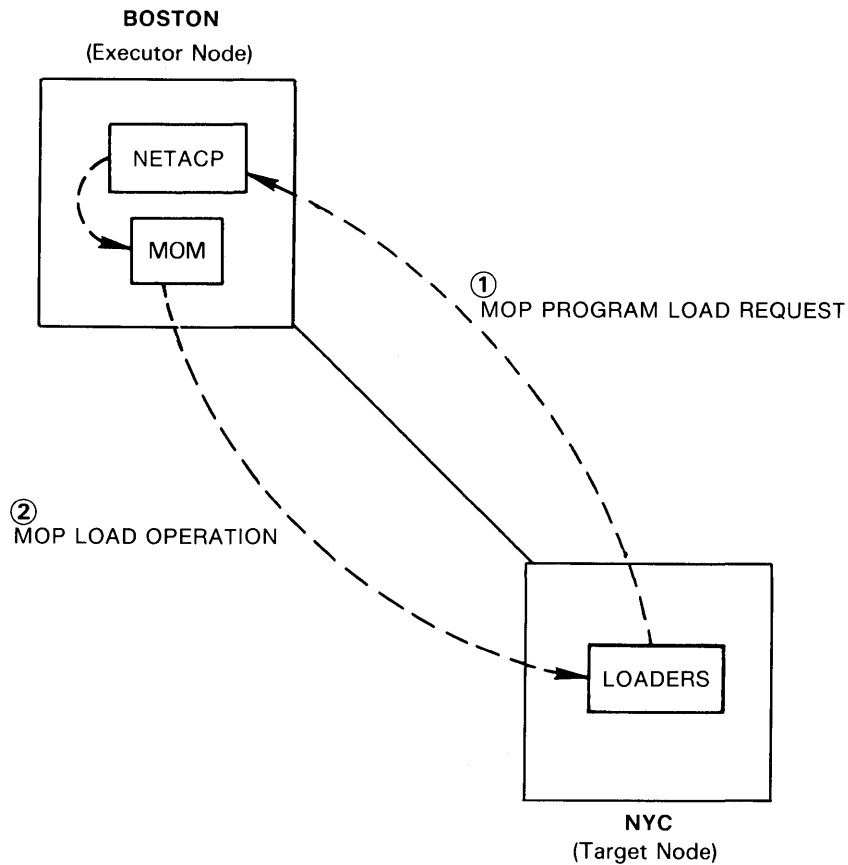 BOSTON
(Executor Node)
NETACP
MOM
①
MOP PROGRAM LOAD REQUEST
②
MOP LOAD OPERATION
LOADERS
NYC
(Target Node)